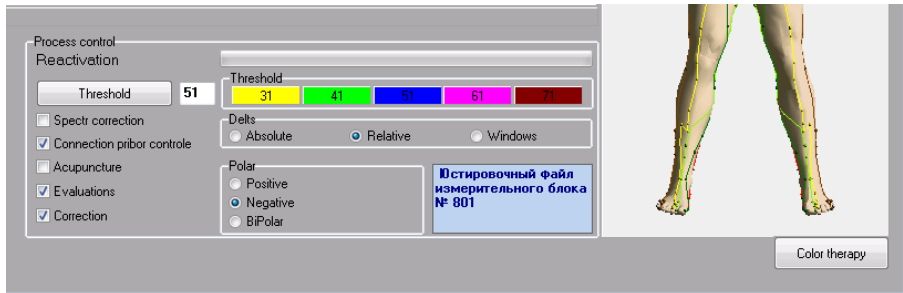 Process control
Reactivation
Threshold 51
Threshold
31 41 51 61 71
Spectr correction
Connection pribor controle
Acupuncture
Evaluations
Correction
Delts
Absolute Relative Windows
Polar
Positive
Negative
BiPolar
Юстировочный файл
измерительного блока
№ 801
Color therapy